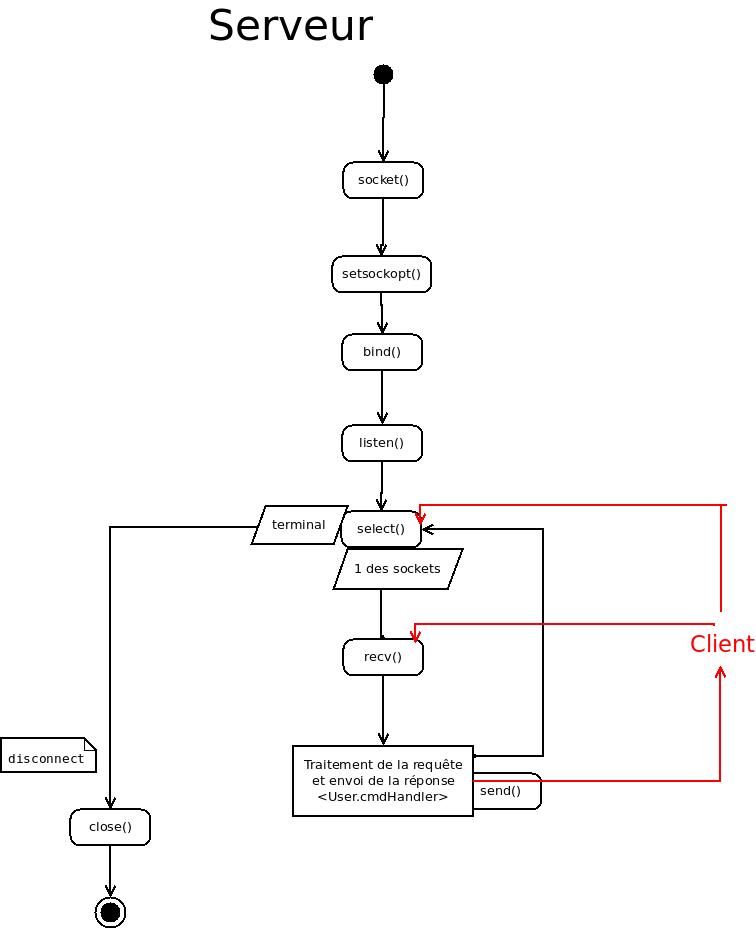 Serveur
socket()
setsockopt()
bind()
listen()
terminal
select()
1 des sockets
Client
recv()
disconnect
Traitement de la requête
et envoi de la réponse
<User.cmdHandler>
send()
close()